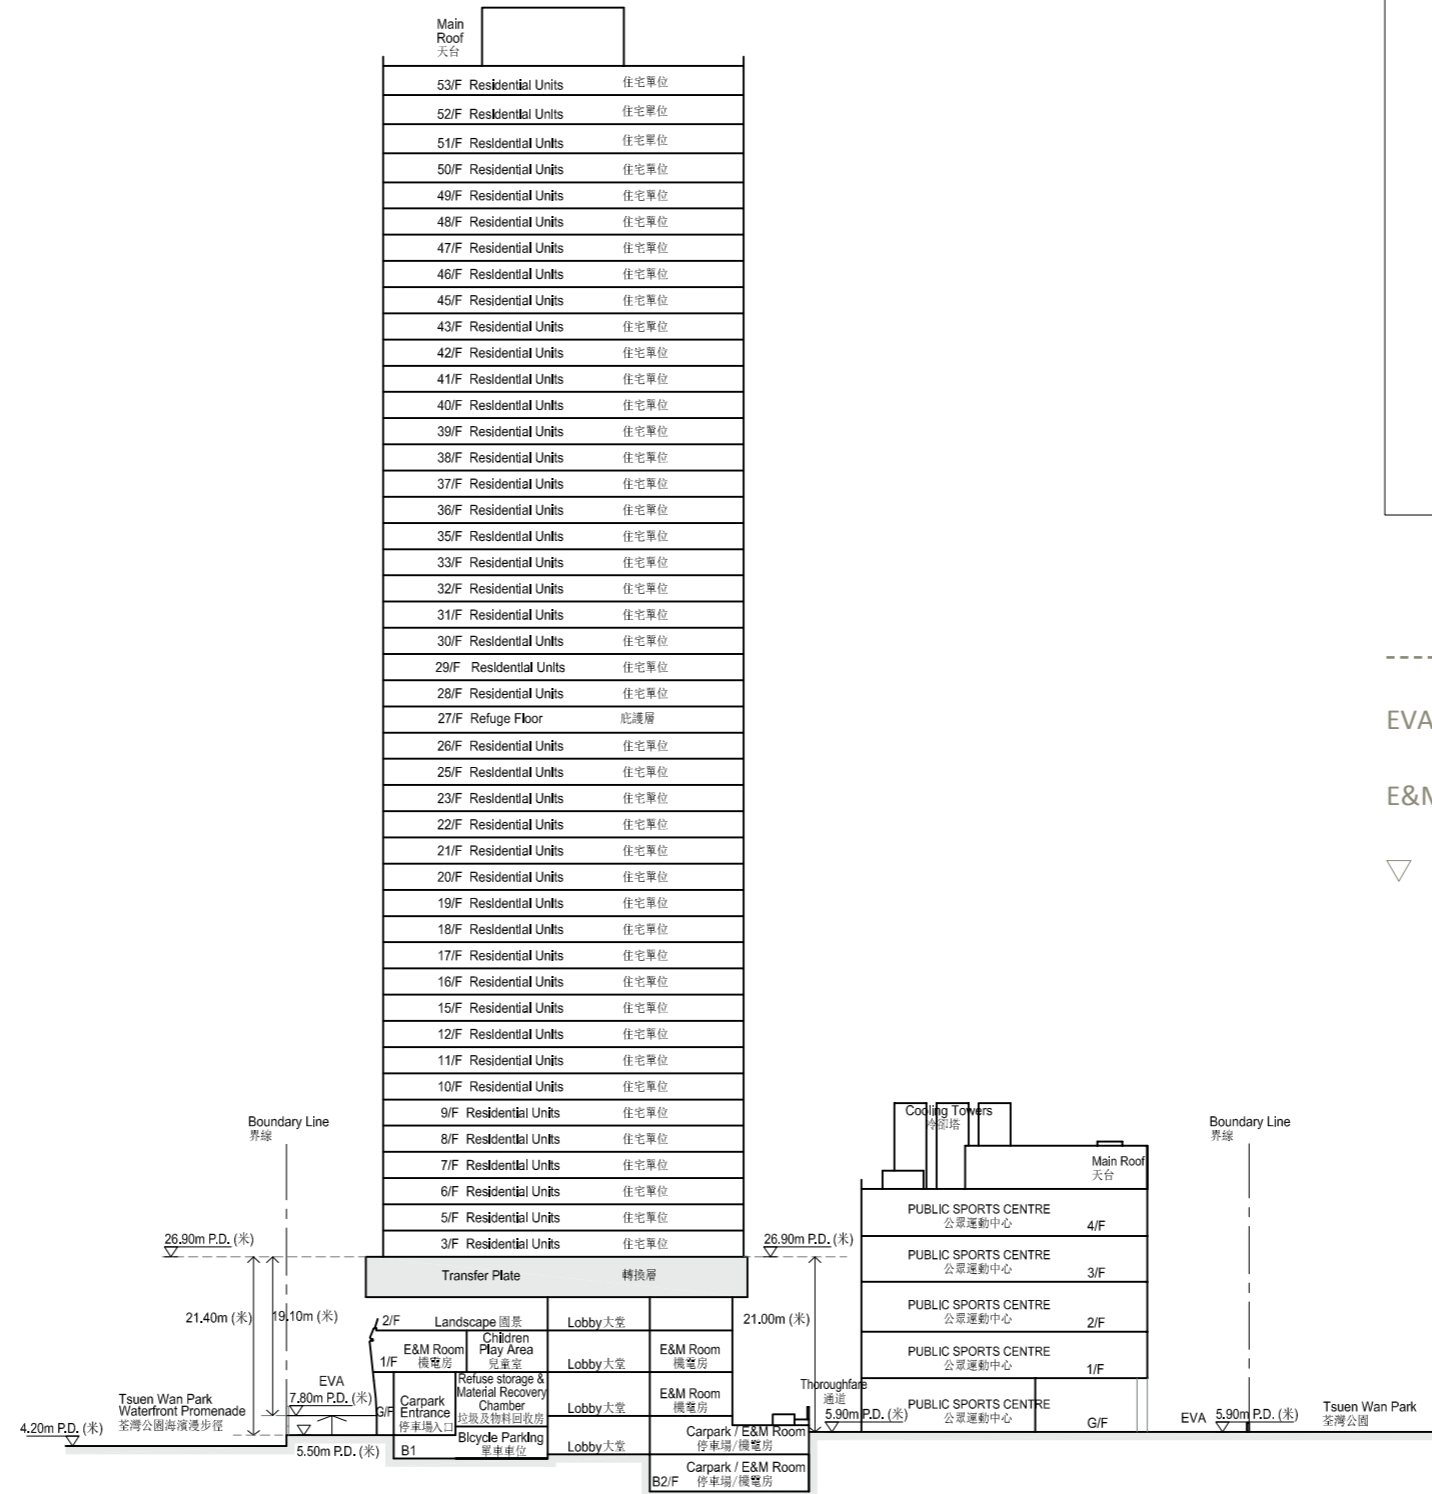 Main
Roof
天台
53/F Residential Units 住宅單位
52/F Residential Units 住宅單位
51/F Residential Units 住宅單位
50/F Residential Units 住宅單位
49/F Residential Units 住宅單位
48/F Residential Units 住宅單位
47/F Residential Units 住宅單位
46/F Residential Units 住宅單位
45/F Residential Units 住宅單位
43/F Residential Units 住宅單位
42/F Residential Units 住宅單位
41/F Residential Units 住宅單位
40/F Residential Units 住宅單位
39/F Residential Units 住宅單位
38/F Residential Units 住宅單位
37/F Residential Units 住宅單位
36/F Residential Units 住宅單位
35/F Residential Units 住宅單位
33/F Residential Units 住宅單位
32/F Residential Units 住宅單位
31/F Residential Units 住宅單位
30/F Residential Units 住宅單位
29/F Residential Units 住宅單位
28/F Residential Units 住宅單位
27/F Refuge Floor 庇護層
26/F Residential Units 住宅單位
25/F Residential Units 住宅單位
23/F Residential Units 住宅單位
22/F Residential Units 住宅單位
21/F Residential Units 住宅單位
20/F Residential Units 住宅單位
19/F Residential Units 住宅單位
18/F Residential Units 住宅單位
17/F Residential Units 住宅單位
16/F Residential Units 住宅單位
15/F Residential Units 住宅單位
12/F Residential Units 住宅單位
11/F Residential Units 住宅單位
10/F Residential Units 住宅單位
9/F Residential Units 住宅單位
8/F Residential Units 住宅單位
7/F Residential Units 住宅單位
6/F Residential Units 住宅單位
5/F Residential Units 住宅單位
3/F Residential Units 住宅單位
Transfer Plate 轉換層
2/F Landscape 園景 Lobby 大堂
1/F
E&M Room
機電房
Children
Play Area
兒童室
Lobby 大堂
E&M Room
機電房
G/F
Carpark
Entrance
停車場入口
Refuse storage &
Material Recovery
Chamber
垃圾及物料回收房
Lobby 大堂
E&M Room
機電房
B1
Bicycle Parking
單車車位
Lobby 大堂
Carpark / E&M Room
停車場/機電房
B2/F
Carpark / E&M Room
停車場/機電房
Boundary Line
界線
26.90m P.D. (米)
21.40m (米)
19.10m (米)
EVA
7.80m P.D. (米)
Tsuen Wan Park
Waterfront Promenade
荃灣公園海濱漫步徑
4.20m P.D. (米)
5.50m P.D. (米)
26.90m P.D. (米)
21.00m (米)
Thoroughfare
通道
5.90m P.D. (米)
Cooling Towers
冷卻塔
Main Roof
天台
PUBLIC SPORTS CENTRE
公眾運動中心
4/F
PUBLIC SPORTS CENTRE
公眾運動中心
3/F
PUBLIC SPORTS CENTRE
公眾運動中心
2/F
PUBLIC SPORTS CENTRE
公眾運動中心
1/F
PUBLIC SPORTS CENTRE
公眾運動中心
G/F
Boundary Line
界線
EVA
5.90m P.D. (米)
Tsuen Wan Park
荃灣公園
EVA
E&M